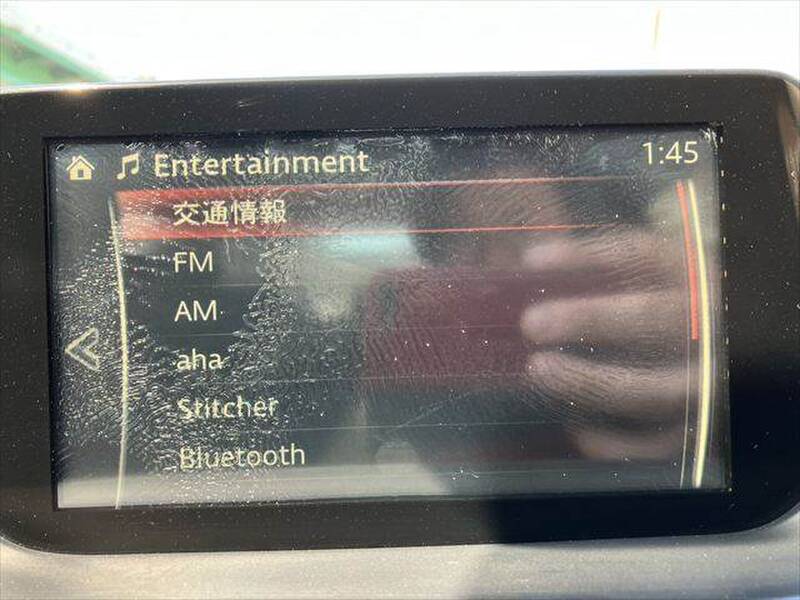 Entertainment
1:45
交通情報
FM
AM
aha
Stitcher
Bluetooth